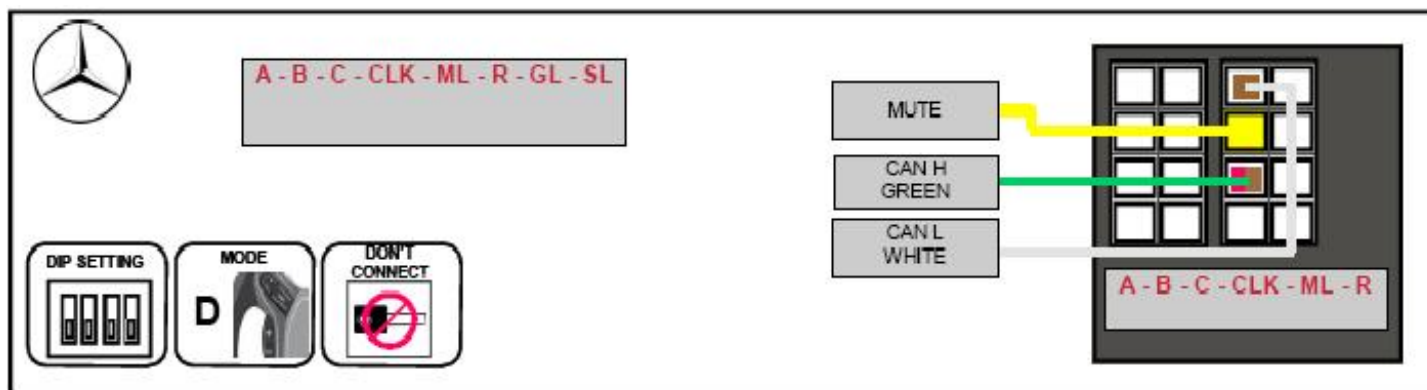 A - B - C - CLK - ML - R - GL - SL
MUTE
CAN H
GREEN
CAN L
WHITE
DIP SETTING
MODE
D
DON'T
CONNECT
A - B - C - CLK - ML - R